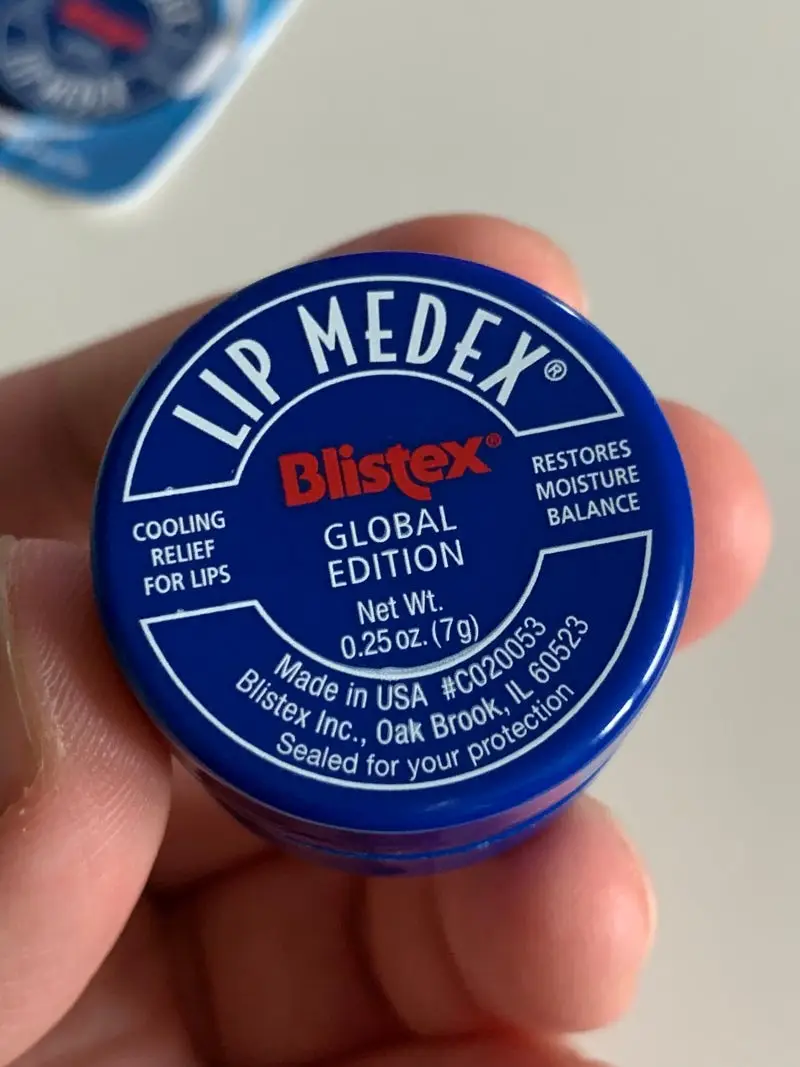 LIP MEDEX®
Blistex®
GLOBAL
EDITION
COOLING
RELIEF
FOR LIPS
RESTORES
MOISTURE
BALANCE
Net Wt.
0.25 oz. (7g)
Made in USA #C020053
Blistex Inc., Oak Brook, IL 60523
Sealed for your protection